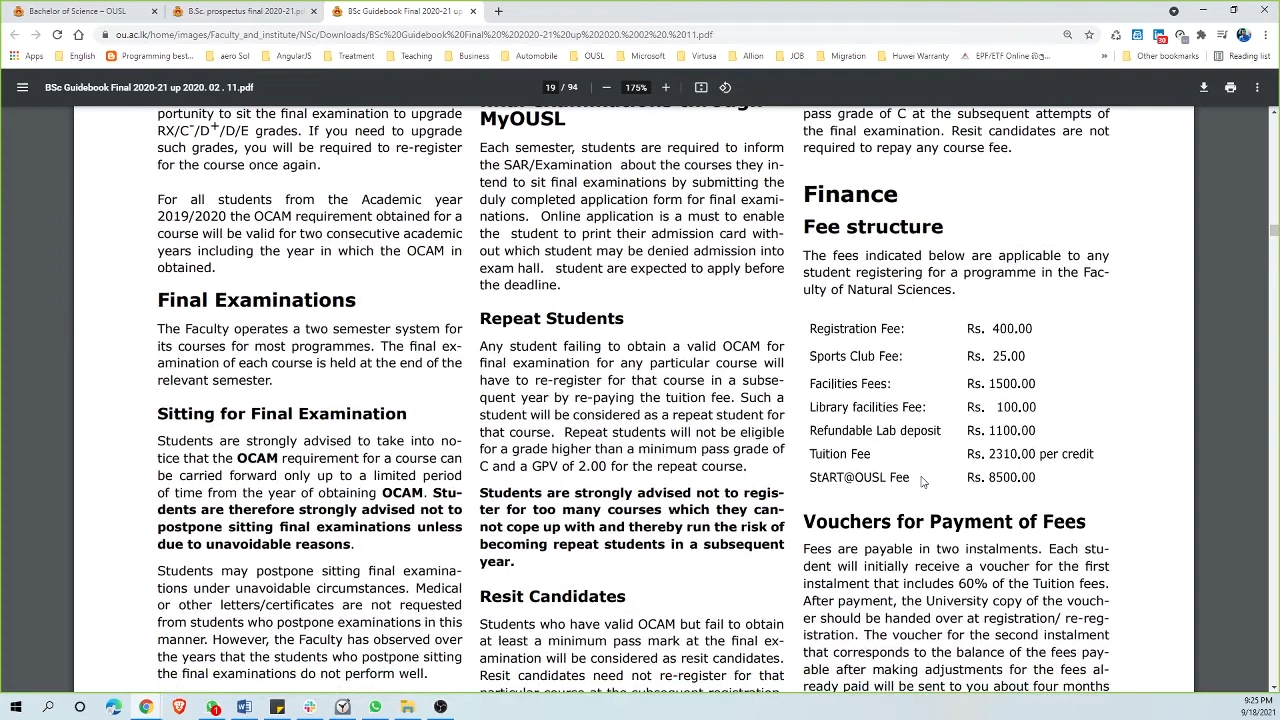 Bachelor of Science – OUSL
B.Sc. prospectus final 2020-21.pd
BSc Guidebook Final 2020-21 up
ou.ac.lk/home/images/Faculty_and_institute/NSc/Downloads/BSc%20Guidebook%20Final%20%202020-21%20up%202020.%2002%20.%2011.pdf
Apps
English
Programming best...
aero Sol
AngularJS
Treatment
Teaching
Business
Automobile
OUSL
Microsoft
Virtusa
Allion
JOB
Migration
Huwei Warranty
Other bookmarks
Reading list
BSc Guidebook Final 2020-21 up 2020. 02 . 11.pdf
19 / 94
175%
portunity to sit the final examination to upgrade
RX/C-/D+/D/E grades. If you need to upgrade
such grades, you will be required to re-register
for the course once again.
For all students from the Academic year
2019/2020 the OCAM requirement obtained for a
course will be valid for two consecutive academic
years including the year in which the OCAM in
obtained.
Final Examinations
The Faculty operates a two semester system for
its courses for most programmes. The final ex-
amination of each course is held at the end of the
relevant semester.
Sitting for Final Examination
Students are strongly advised to take into no-
tice that the OCAM requirement for a course can
be carried forward only up to a limited period
of time from the year of obtaining OCAM. Stu-
dents are therefore strongly advised not to
postpone sitting final examinations unless
due to unavoidable reasons.
Students may postpone sitting final examina-
tions under unavoidable circumstances. Medical
or other letters/certificates are not requested
from students who postpone examinations in this
manner. However, the Faculty has observed over
the years that the students who postpone sitting
the final examinations do not perform well.
MyOUSL
Each semester, students are required to inform
the SAR/Examination about the courses they in-
tend to sit final examinations by submitting the
duly completed application form for final exami-
nations. Online application is a must to enable
the student to print their admission card with-
out which student may be denied admission into
exam hall. student are expected to apply before
the deadline.
Repeat Students
Any student failing to obtain a valid OCAM for
final examination for any particular course will
have to re-register for that course in a subse-
quent year by re-paying the tuition fee. Such a
student will be considered as a repeat student for
that course. Repeat students will not be eligible
for a grade higher than a minimum pass grade of
C and a GPV of 2.00 for the repeat course.
Students are strongly advised not to regis-
ter for too many courses which they can-
not cope up with and thereby run the risk of
becoming repeat students in a subsequent
year.
Resit Candidates
Students who have valid OCAM but fail to obtain
at least a minimum pass mark at the final ex-
amination will be considered as resit candidates.
Resit candidates need not re-register for that
particular course at the subsequent registration.
pass grade of C at the subsequent attempts of
the final examination. Resit candidates are not
required to repay any course fee.
Finance
Fee structure
The fees indicated below are applicable to any
student registering for a programme in the Fac-
ulty of Natural Sciences.
Registration Fee: Rs. 400.00
Sports Club Fee: Rs. 25.00
Facilities Fees: Rs. 1500.00
Library facilities Fee: Rs. 100.00
Refundable Lab deposit Rs. 1100.00
Tuition Fee Rs. 2310.00 per credit
StART@OUSL Fee Rs. 8500.00
Vouchers for Payment of Fees
Fees are payable in two instalments. Each stu-
dent will initially receive a voucher for the first
instalment that includes 60% of the Tuition fees.
After payment, the University copy of the vouch-
er should be handed over at registration/ re-reg-
istration. The voucher for the second instalment
that corresponds to the balance of the fees pay-
able after making adjustments for the fees al-
ready paid will be sent to you about four months
9:25 PM
9/18/2021